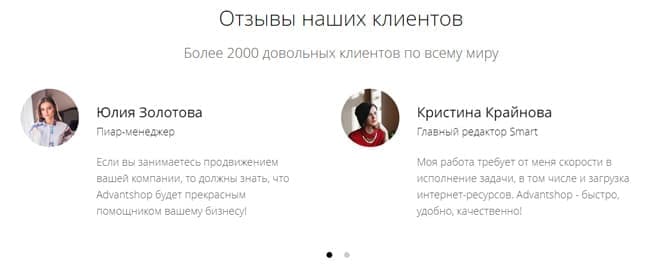 Отзывы наших клиентов
Более 2000 довольных клиентов по всему миру
Юлия Золотова
Пиар-менеджер
Если вы занимаетесь продвижением
вашей компании, то должны знать, что
Advantshop будет прекрасным
помощником вашему бизнесу!
Кристина Крайнова
Главный редактор Smart
Моя работа требует от меня скорости в
исполнение задачи, в том числе и загрузка
интернет-ресурсов. Advantshop - быстро,
удобно, качественно!